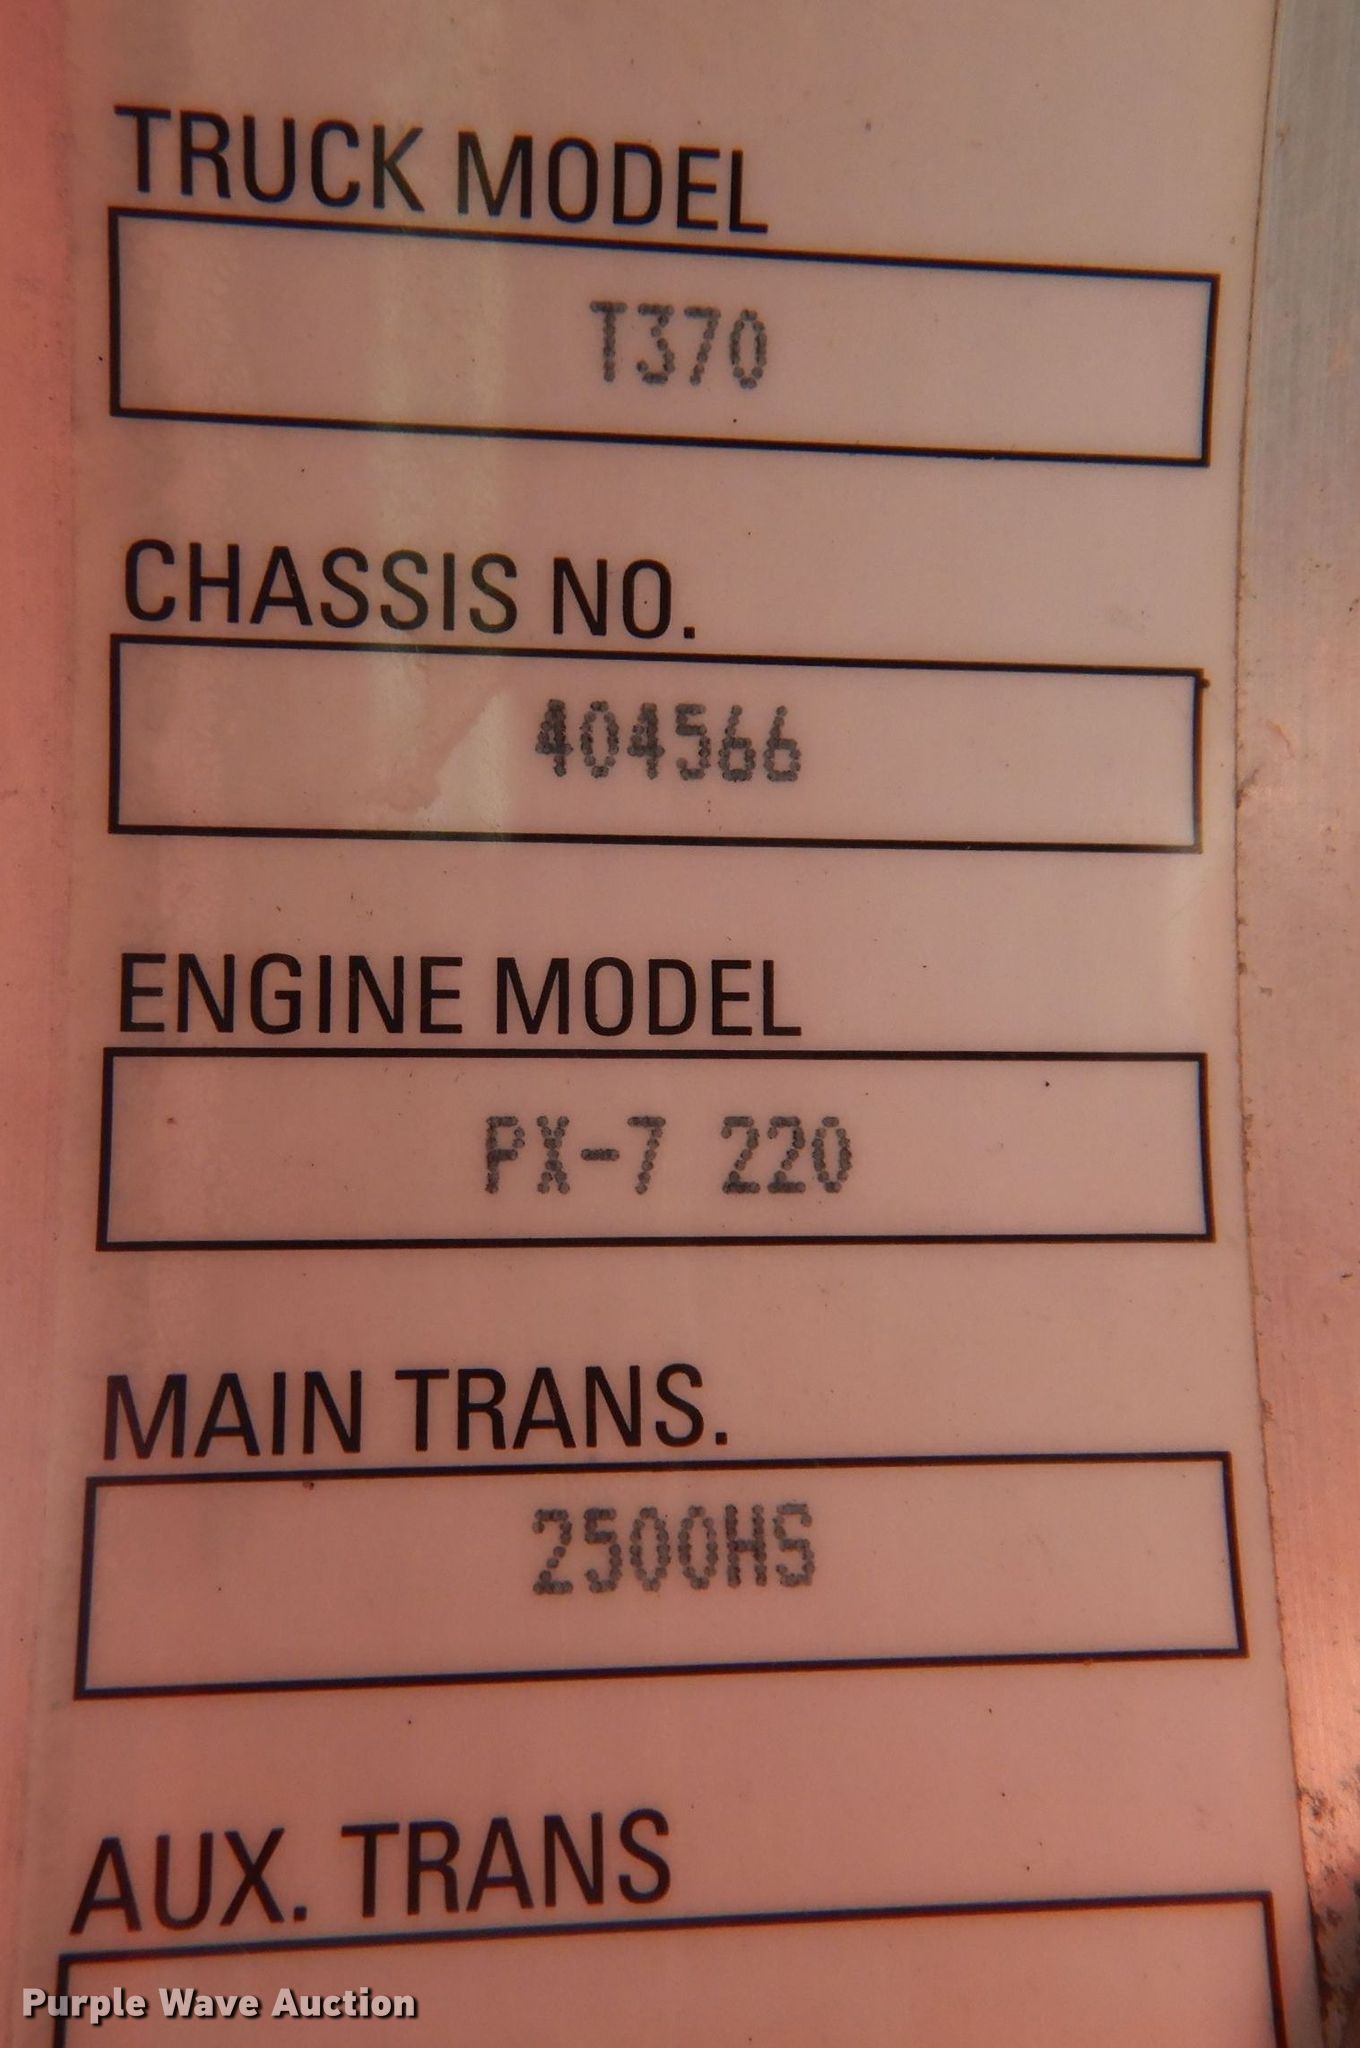 TRUCK MODEL
T370
CHASSIS NO.
404566
ENGINE MODEL
PX-7 220
MAIN TRANS.
2500HS
AUX. TRANS
Purple Wave Auction